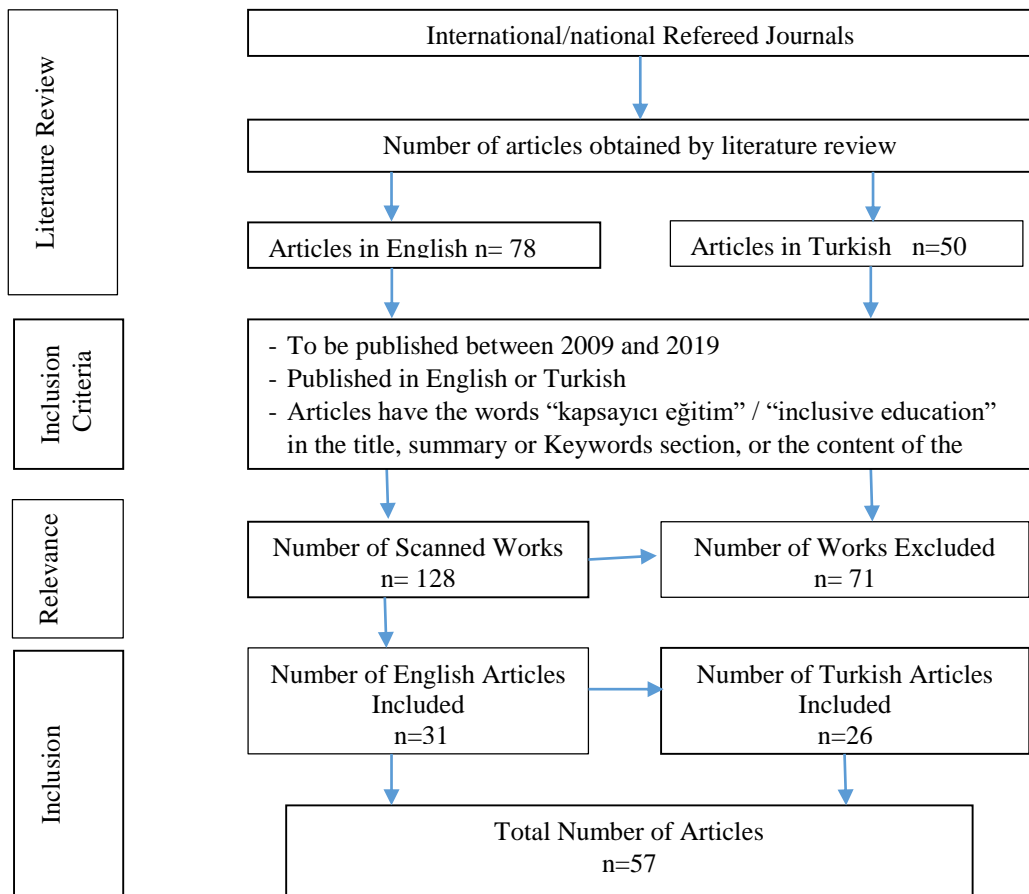 Literature Review
International/national Refereed Journals
Number of articles obtained by literature review
Articles in English n= 78
Articles in Turkish n=50
Inclusion
Criteria
- To be published between 2009 and 2019
- Published in English or Turkish
- Articles have the words “kapsayıcı eğitim” / “inclusive education”
in the title, summary or Keywords section, or the content of the
Relevance
Number of Scanned Works
n= 128
Number of Works Excluded
n= 71
Inclusion
Number of English Articles
Included
n=31
Number of Turkish Articles
Included
n=26
Total Number of Articles
n=57